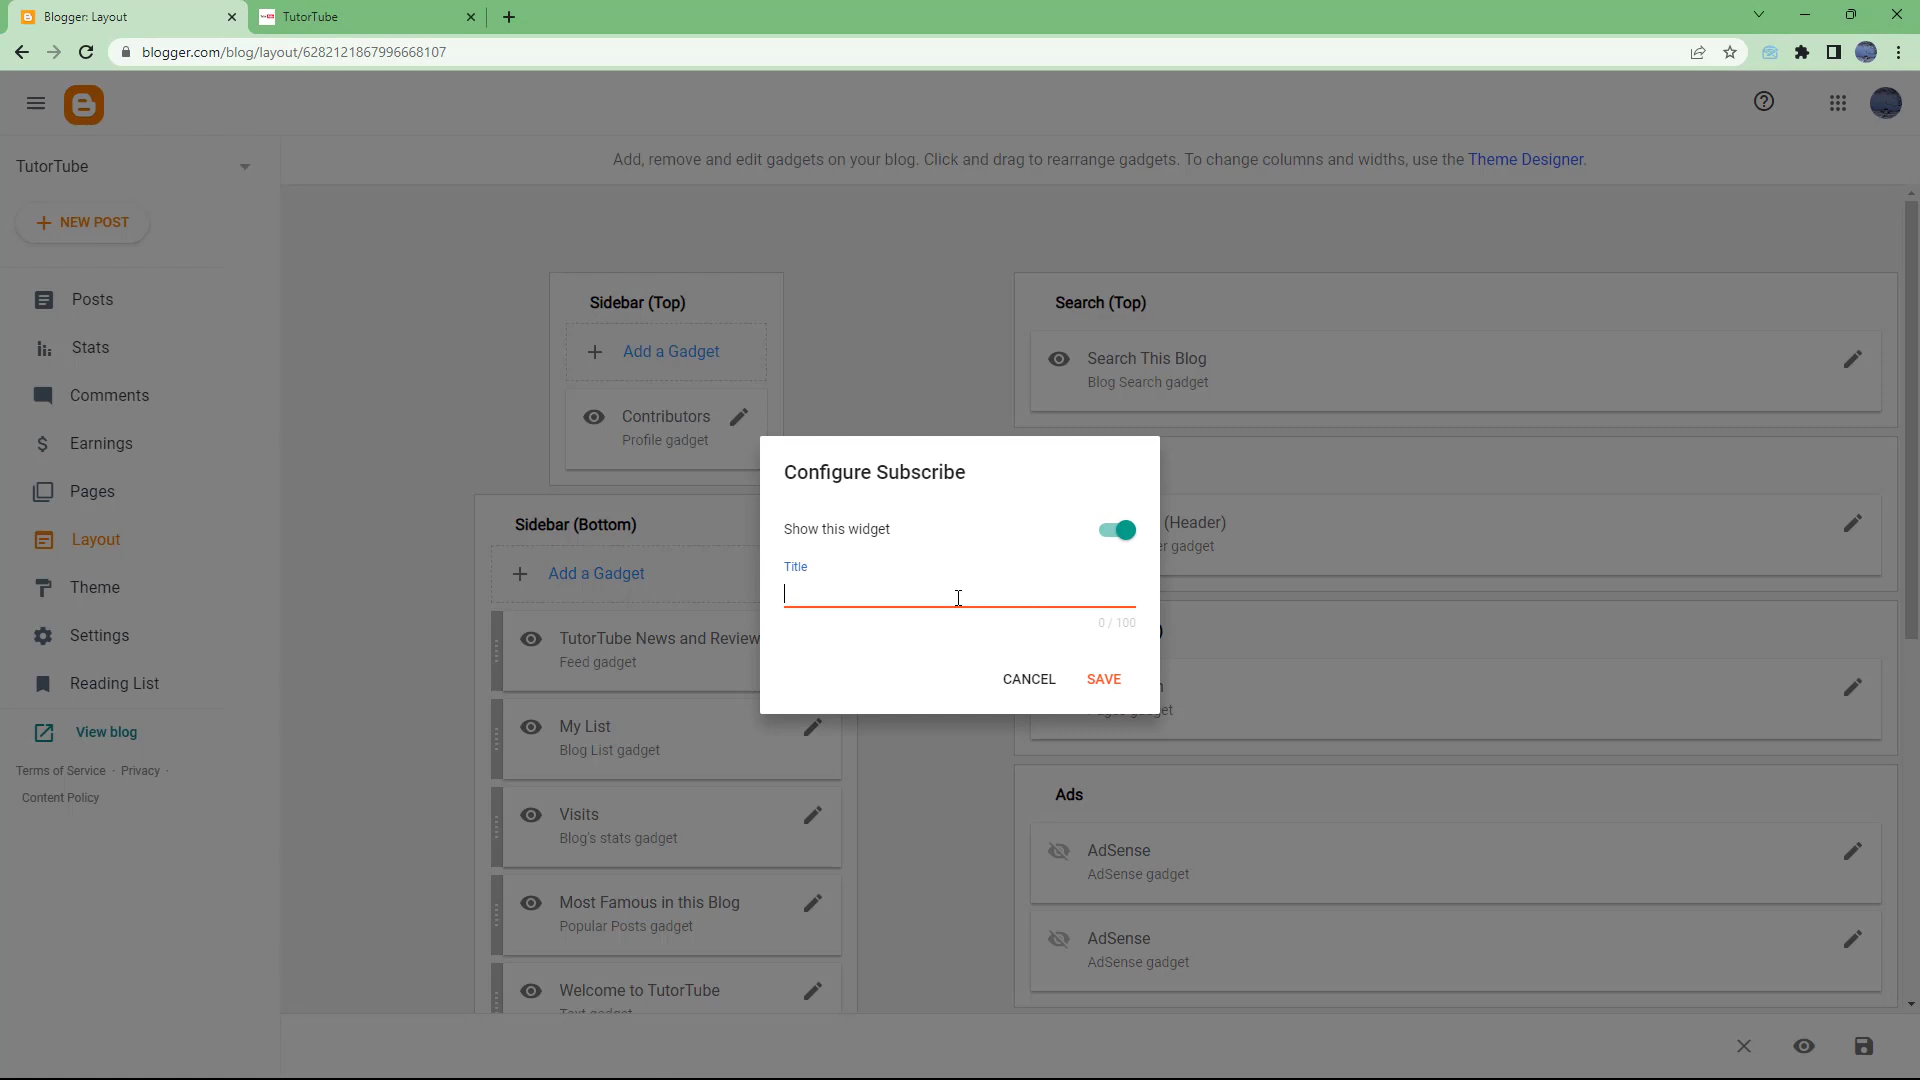 Blogger: Layout
TutorTube
blogger.com/blog/layout/6282121867996668107
TutorTube
NEW POST
Posts
Stats
Comments
Earnings
Pages
Layout
Theme
Settings
Reading List
View blog
Terms of Service · Privacy ·
Content Policy
Add, remove and edit gadgets on your blog. Click and drag to rearrange gadgets. To change columns and widths, use the Theme Designer.
Sidebar (Top)
Add a Gadget
Contributors
Profile gadget
Sidebar (Bottom)
Add a Gadget
TutorTube News and Review
Feed gadget
My List
Blog List gadget
Visits
Blog's stats gadget
Most Famous in this Blog
Popular Posts gadget
Welcome to TutorTube
Text gadget
Configure Subscribe
Show this widget
Title
0 / 100
CANCEL
SAVE
Search (Top)
Search This Blog
Blog Search gadget
(Header)
gadget
gadget
Ads
AdSense
AdSense gadget
AdSense
AdSense gadget